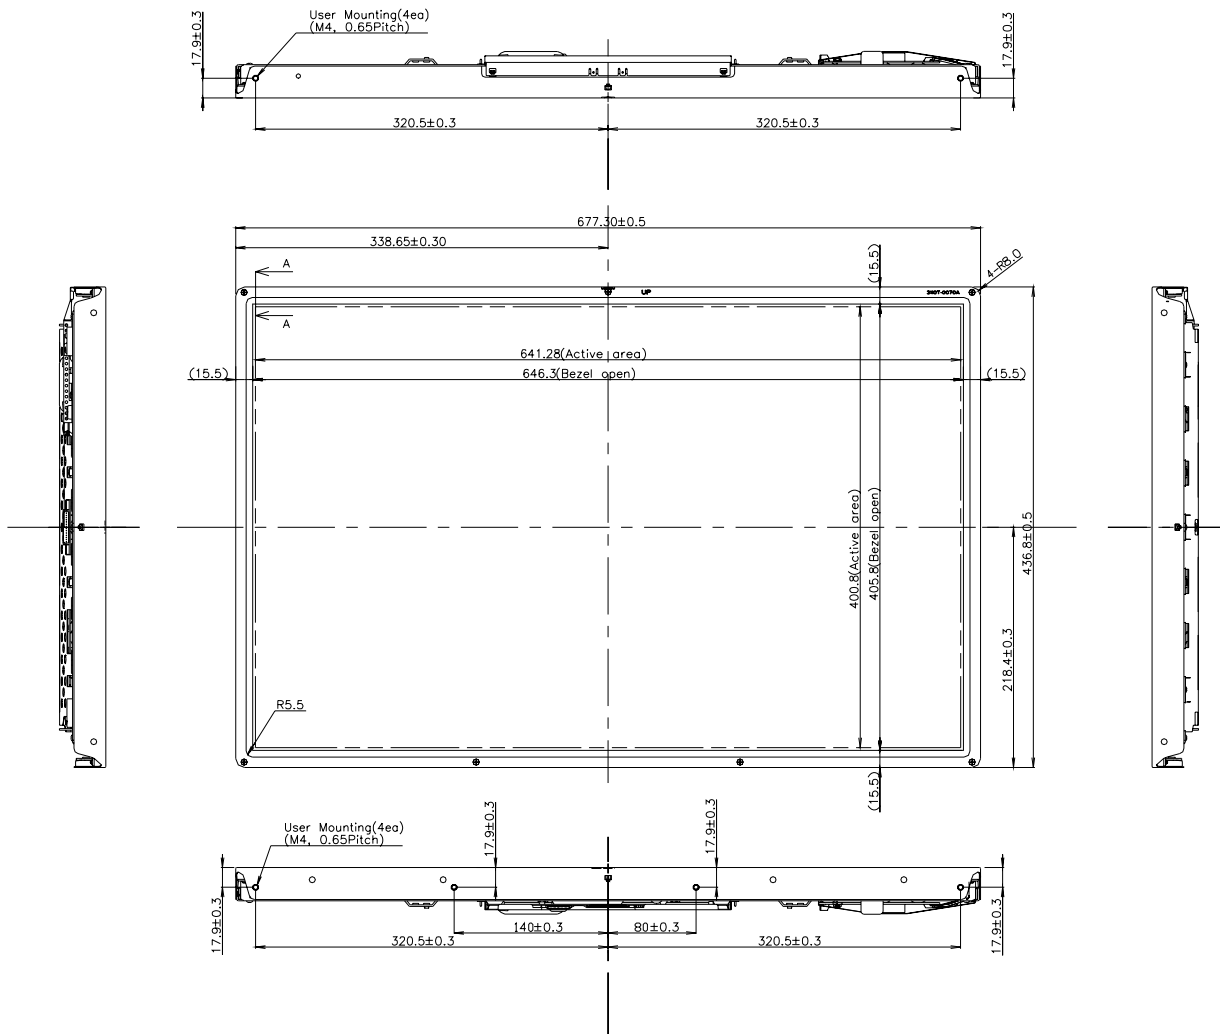 User Mounting(4ea)
(M4, 0.65Pitch)
17.9±0.3
17.9±0.3
320.5±0.3
320.5±0.3
677.30±0.5
338.65±0.30
(15.5)
4-R8.0
A
UP
A
641.28(Active area)
(15.5)
646.3(Bezel open)
(15.5)
400.8(Active area)
405.8(Bezel open)
436.8±0.5
218.4±0.3
R5.5
(15.5)
User Mounting(4ea)
(M4, 0.65Pitch)
17.9±0.3
17.9±0.3
17.9±0.3
17.9±0.3
140±0.3
80±0.3
320.5±0.3
320.5±0.3